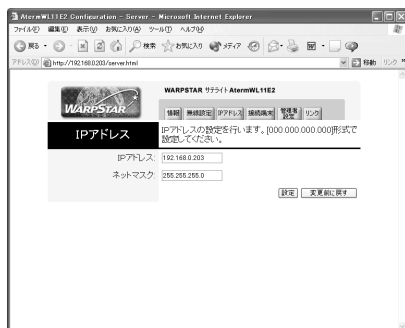 AtermWL11E2 Configuration - Server - Microsoft Internet Explorer
ファイル(F) 編集(E) 表示(V) お気に入り(A) ツール(T) ヘルプ(H)
戻る 検索 お気に入り メディア
アドレス(D) http://192.168.0.203/server.html 移動 リンク
WARPSTAR
WARPSTAR サテライト AtermWL11E2
情報 無線設定 IPアドレス 接続端末 管理者設定 リンク
IPアドレス
IPアドレスの設定を行います。[000.000.000.000]形式で
設定してください。
IPアドレス: 192.168.0.203
ネットマスク: 255.255.255.0
設定 変更前に戻す